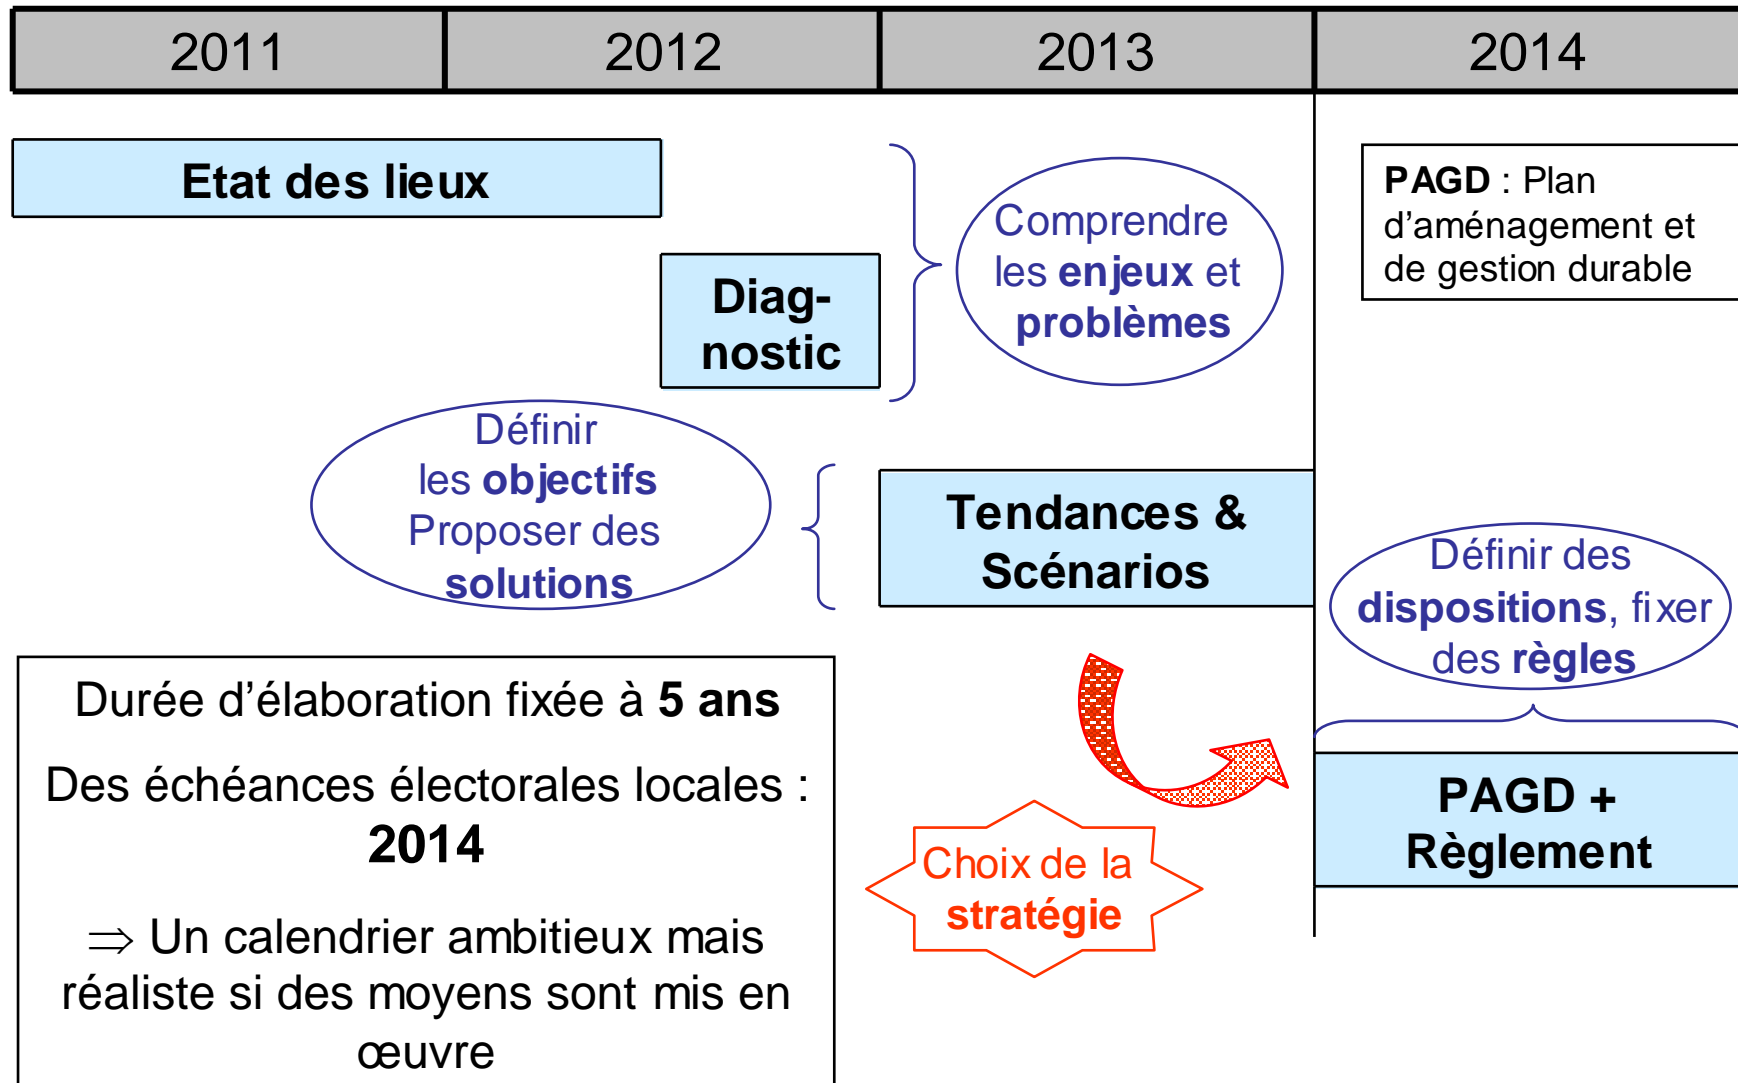 2011 2012 2013 2014
Etat des lieux
Diag-
nostic
Comprendre
les enjeux et
problèmes
PAGD : Plan
d’aménagement et
de gestion durable
Définir
les objectifs
Proposer des
solutions
Tendances &
Scénarios
Définir des
dispositions, fixer
des règles
Durée d’élaboration fixée à 5 ans
Des échéances électorales locales :
2014
⇒ Un calendrier ambitieux mais
réaliste si des moyens sont mis en
œuvre
Choix de la
stratégie
PAGD +
Règlement